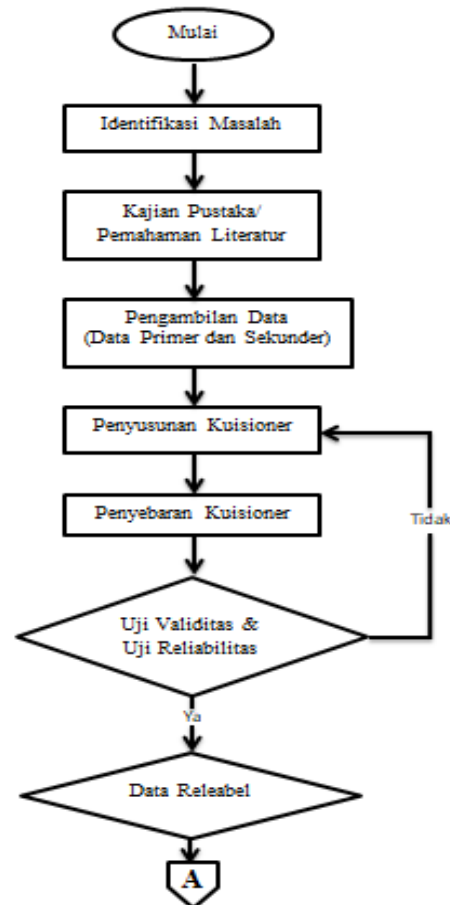 Mulai
Identifikasi Masalah
Kajian Pustaka/
Pemahaman Literatur
Pengambilan Data
(Data Primer dan Sekunder)
Penyusunan Kuisioner
Penyebaran Kuisioner
Tidak
Uji Validitas &
Uji Reliabilitas
Ya
Data Releabel
A